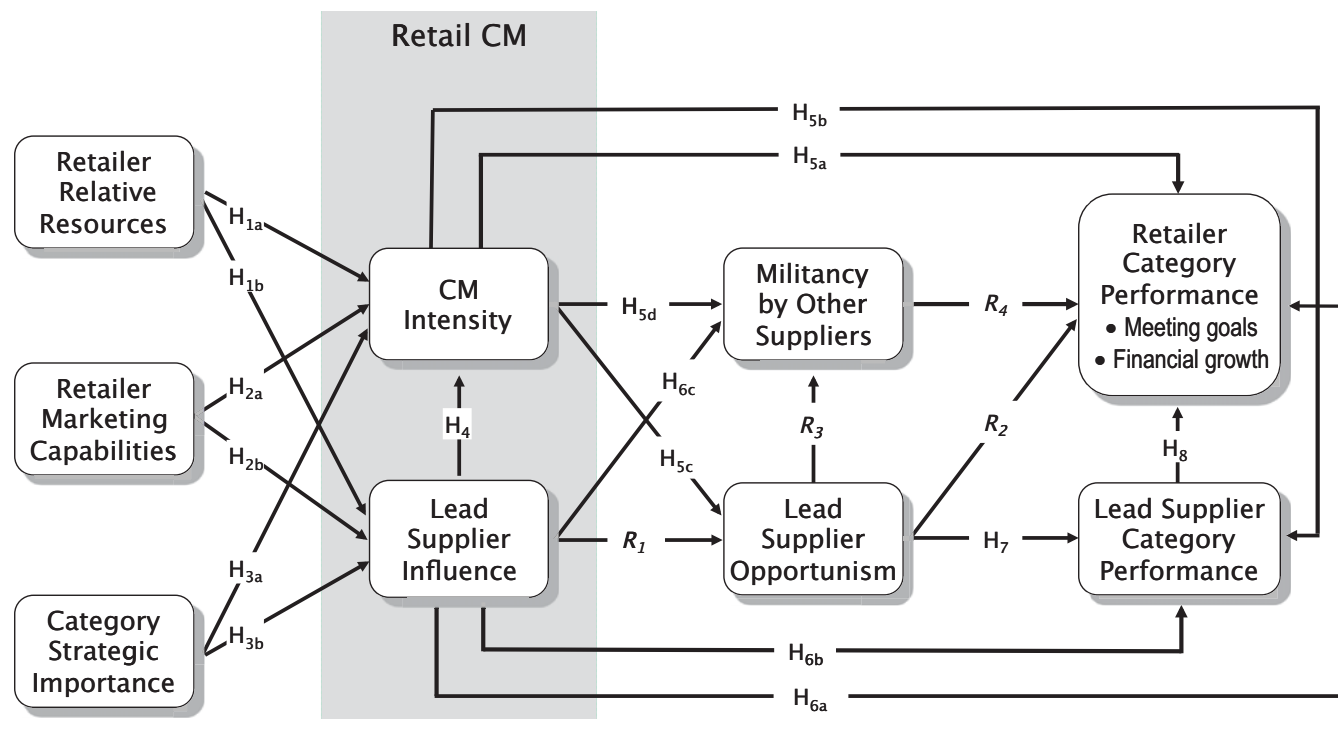 Retail CM
H5b
H5a
Retailer
Relative
Resources
H1a
H1b
CM
Intensity
H5d
Militancy
by Other
Suppliers
R4
Retailer
Category
Performance
• Meeting goals
• Financial growth
Retailer
Marketing
Capabilities
H2a
H2b
H4
H6c
H5c
R3
R2
H8
Lead
Supplier
Influence
R1
Lead
Supplier
Opportunism
H7
Lead Supplier
Category
Performance
H3a
H3b
Category
Strategic
Importance
H6b
H6a